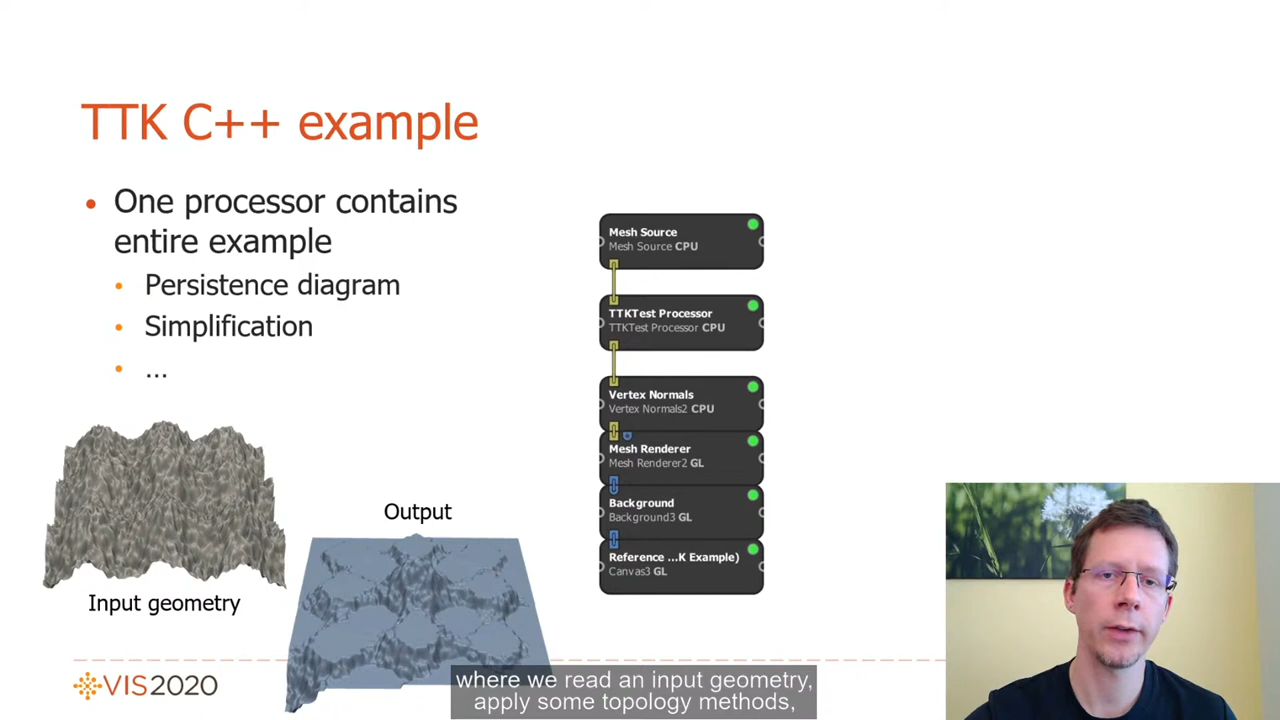 TTK C++ example
• One processor contains
entire example
• Persistence diagram
• Simplification
• ...
Input geometry
Output
Mesh Source
Mesh Source CPU
TTKTest Processor
TTKTest Processor CPU
Vertex Normals
Vertex Normals2 CPU
Mesh Renderer
Mesh Renderer2 GL
Background
Background3 GL
Reference ...K Example)
Canvas3 GL
VIS2020
where we read an input geometry,
apply some topology methods,